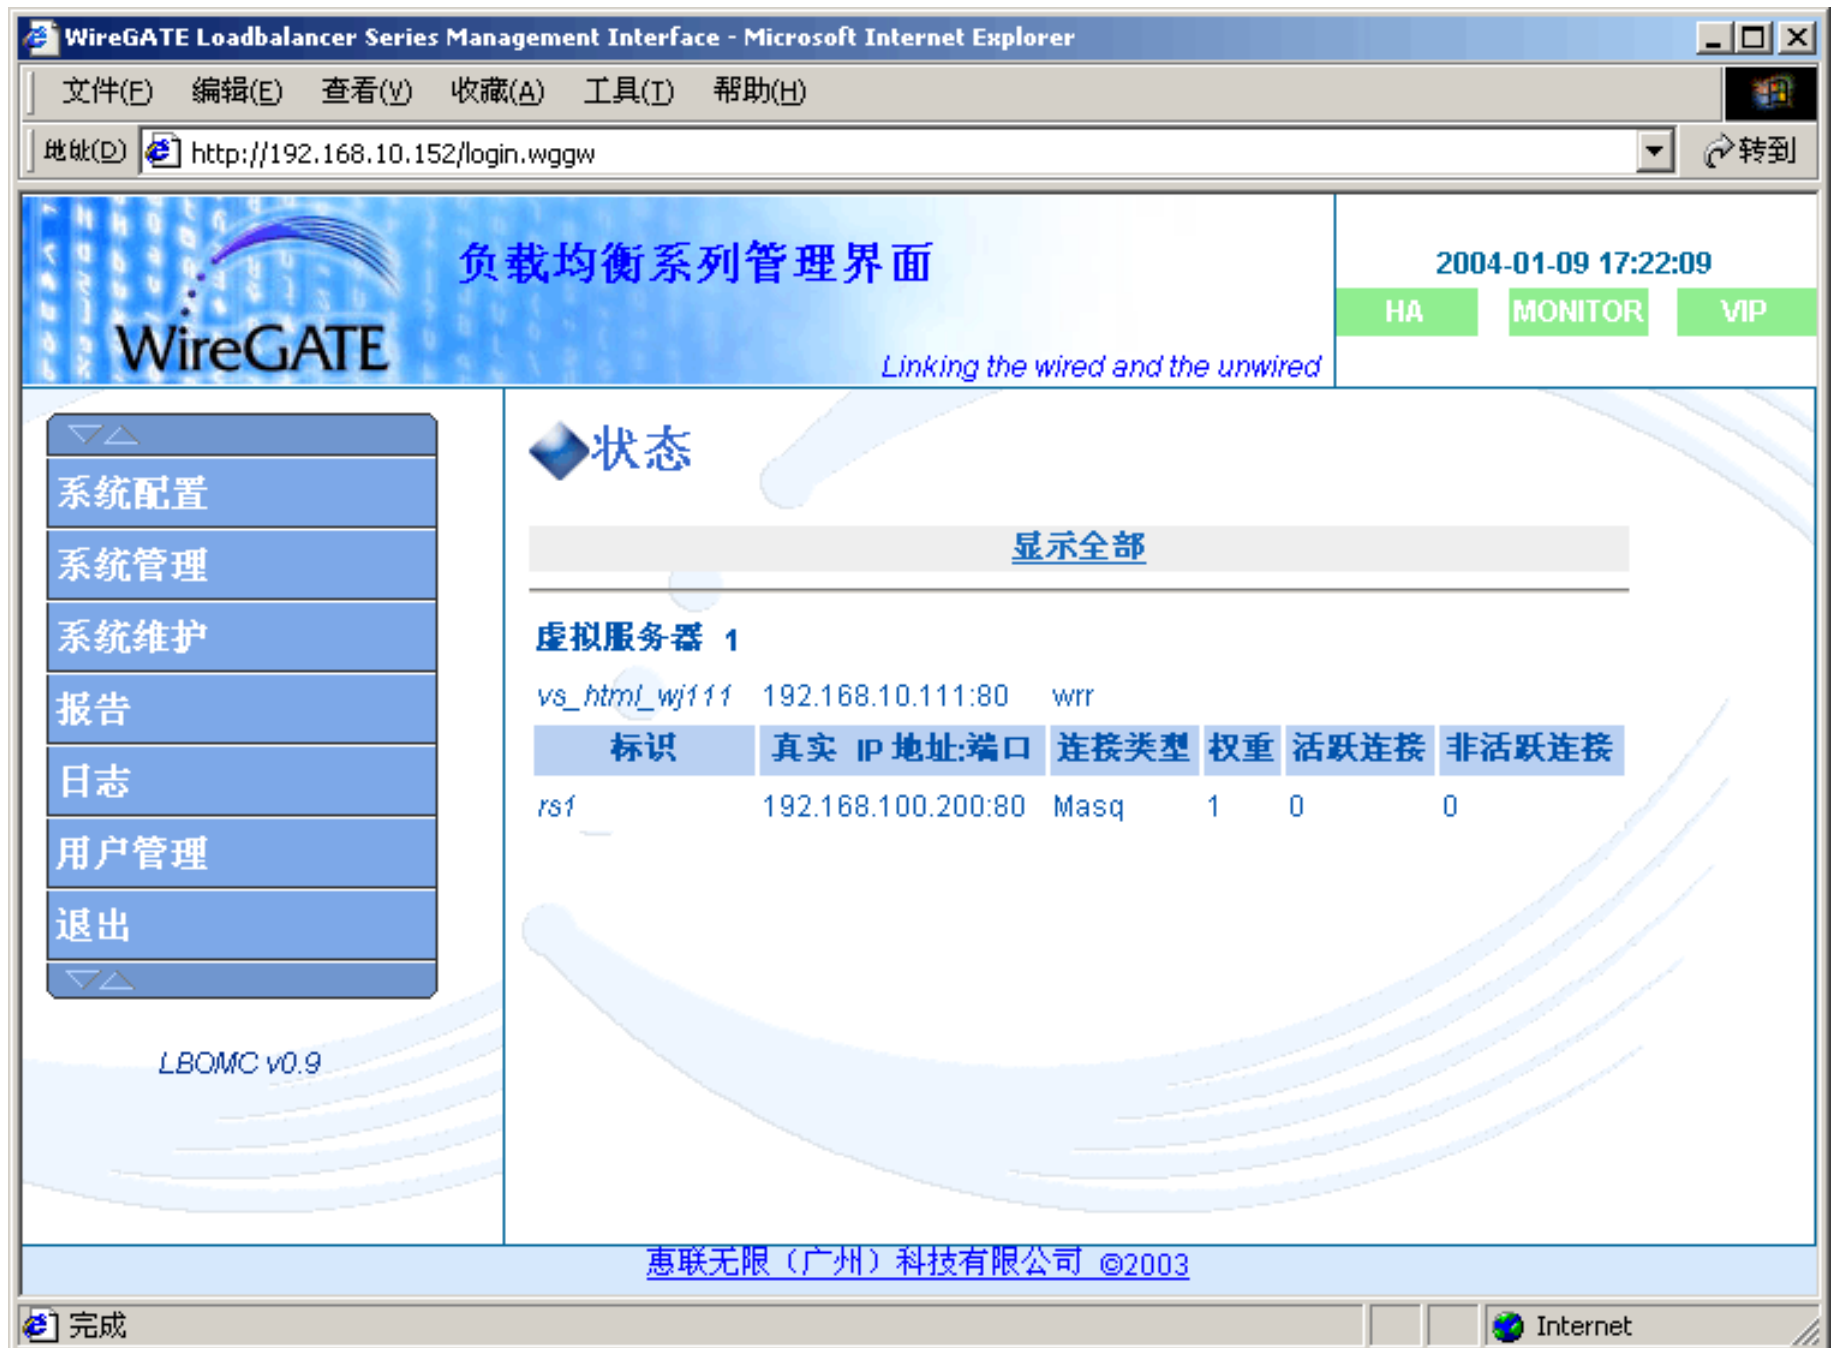 WireGATE Loadbalancer Series Management Interface - Microsoft Internet Explorer
文件(F) 编辑(E) 查看(V) 收藏(A) 工具(T) 帮助(H)
地址(D) http://192.168.10.152/login.wggw 转到
WireGATE
负载均衡系列管理界面
Linking the wired and the unwired
2004-01-09 17:22:09
HA MONITOR VIP
系统配置
系统管理
系统维护
报告
日志
用户管理
退出
LBOMC v0.9
状态
显示全部
虚拟服务器 1
vs_html_wj111 192.168.10.111:80 wrr
标识 真实 IP 地址:端口 连接类型 权重 活跃连接 非活跃连接
rs1 192.168.100.200:80 Masq 1 0 0
惠联无限（广州）科技有限公司 ©2003
完成 Internet